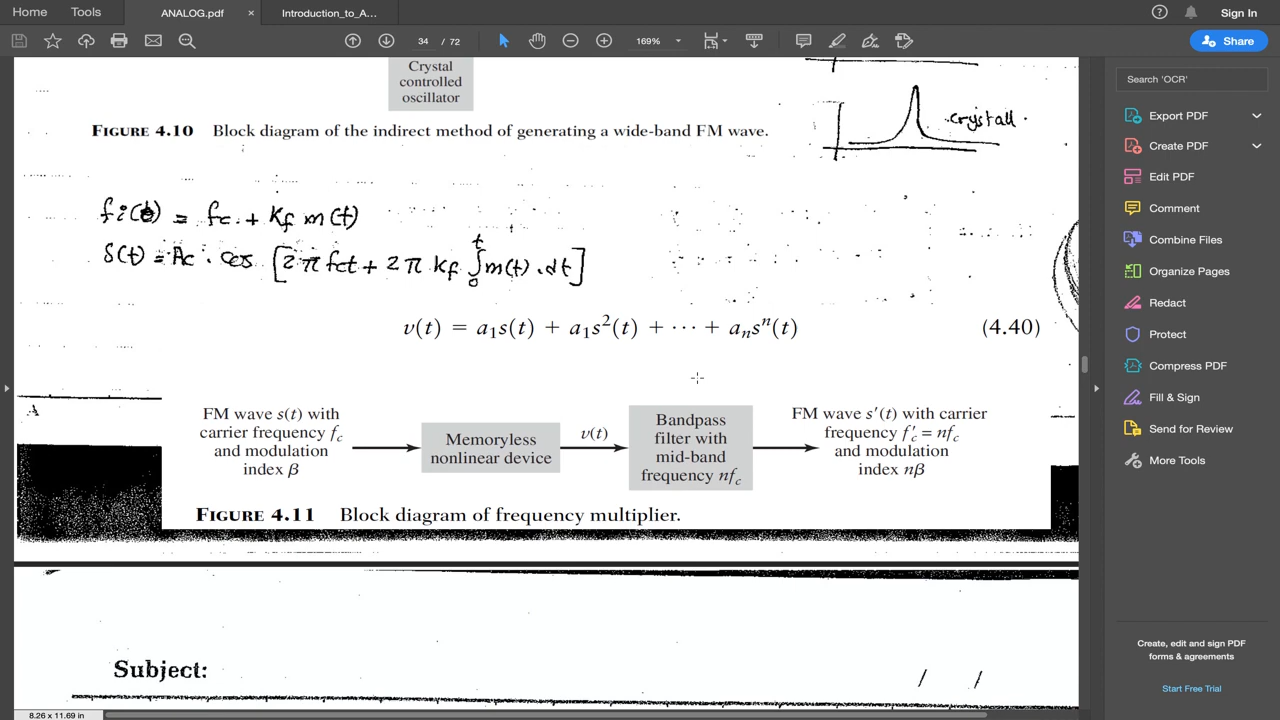 Home Tools ANALOG.pdf × Introduction_to_A... Sign In
34 / 72 169% Share
Crystal
controlled
oscillator
FIGURE 4.10 Block diagram of the indirect method of generating a wide-band FM wave.
crystall.
fi(t) = fc + Kf m(t)
S(t) = Ac . Cos [2π fct + 2π Kf ∫₀ᵗ m(t) . dt]
v(t) = a₁s(t) + a₁s²(t) + ··· + aₙsⁿ(t) (4.40)
FM wave s(t) with
carrier frequency fc
and modulation
index β
Memoryless
nonlinear device
v(t)
Bandpass
filter with
mid-band
frequency nfc
FM wave s′(t) with carrier
frequency f′c = nfc
and modulation
index nβ
FIGURE 4.11 Block diagram of frequency multiplier.
Subject:
/ /
8.26 x 11.69 in
Search 'OCR'
Export PDF
Create PDF
Edit PDF
Comment
Combine Files
Organize Pages
Redact
Protect
Compress PDF
Fill & Sign
Send for Review
More Tools
Create, edit and sign PDF
forms & agreements
Start Free Trial